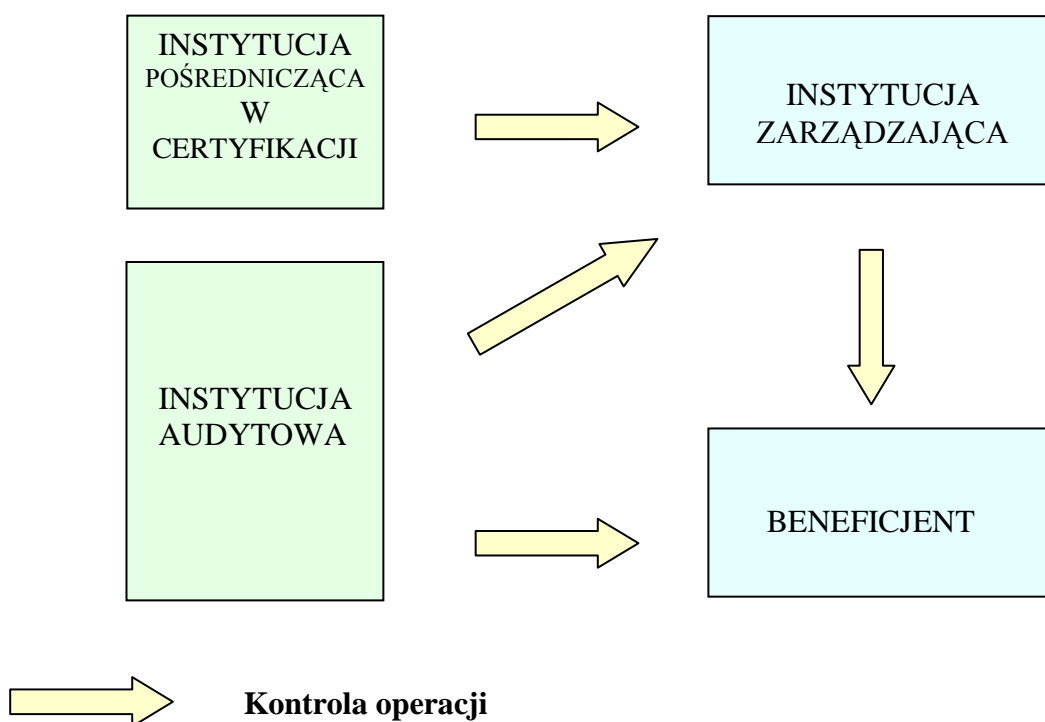 INSTYTUCJA
POŚREDNICZĄCA
W
CERTYFIKACJI
INSTYTUCJA
ZARZĄDZAJĄCA
INSTYTUCJA
AUDYTOWA
BENEFICJENT
Kontrola operacji